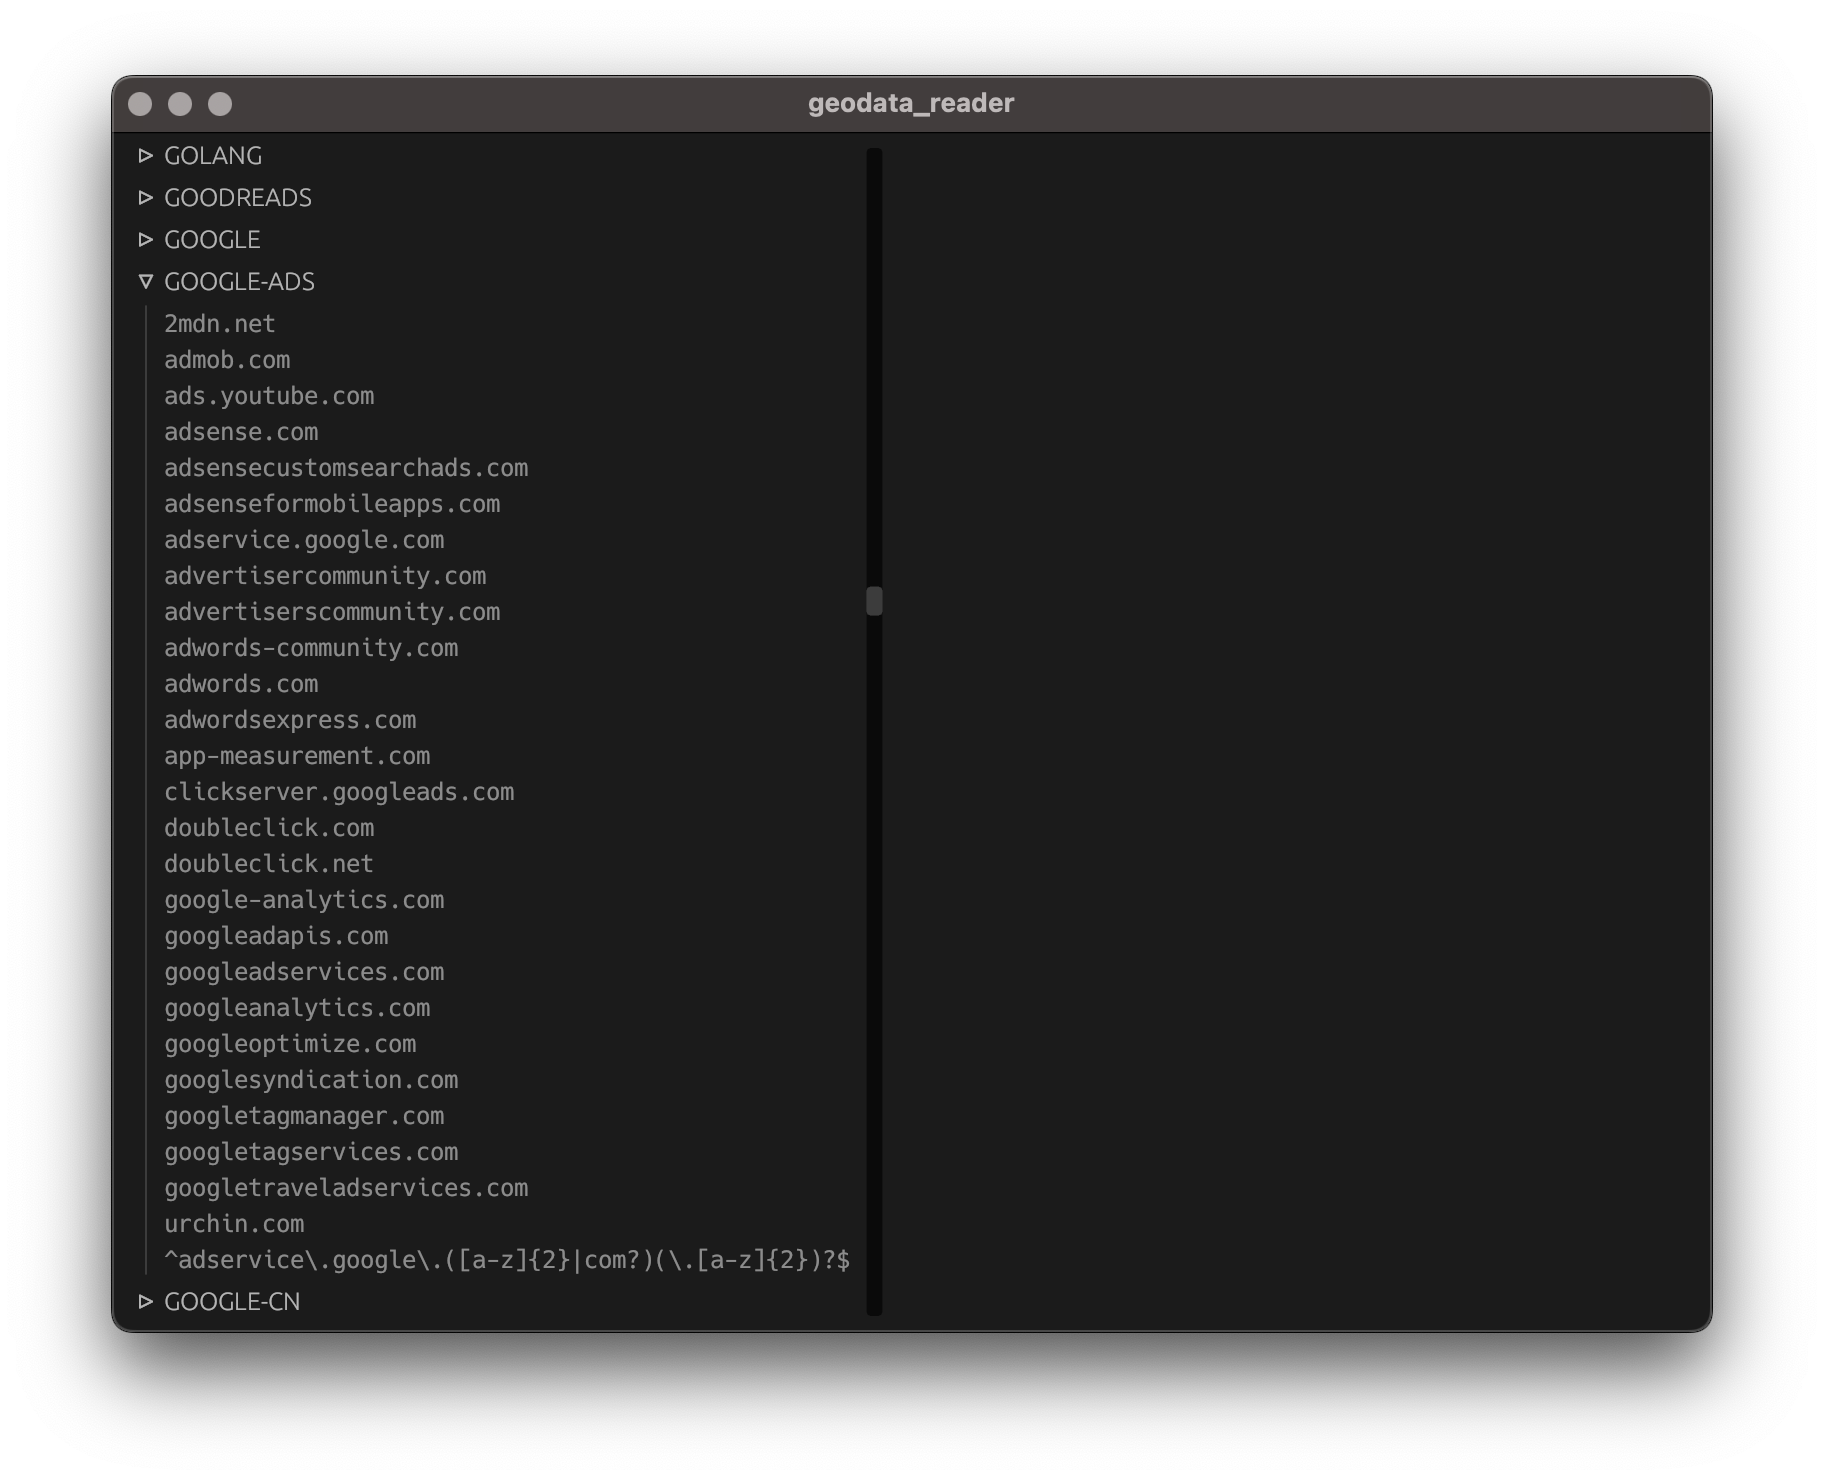 geodata_reader
GOLANG
GOODREADS
GOOGLE
GOOGLE-ADS
2mdn.net
admob.com
ads.youtube.com
adsense.com
adsensecustomsearchads.com
adsenseformobileapps.com
adservice.google.com
advertisercommunity.com
advertiserscommunity.com
adwords-community.com
adwords.com
adwordsexpress.com
app-measurement.com
clickserver.googleads.com
doubleclick.com
doubleclick.net
google-analytics.com
googleadapis.com
googleadservices.com
googleanalytics.com
googleoptimize.com
googlesyndication.com
googletagmanager.com
googletagservices.com
googletraveladservices.com
urchin.com
^adservice\.google\.([a-z]{2}|com?)(\.[a-z]{2})?$
GOOGLE-CN